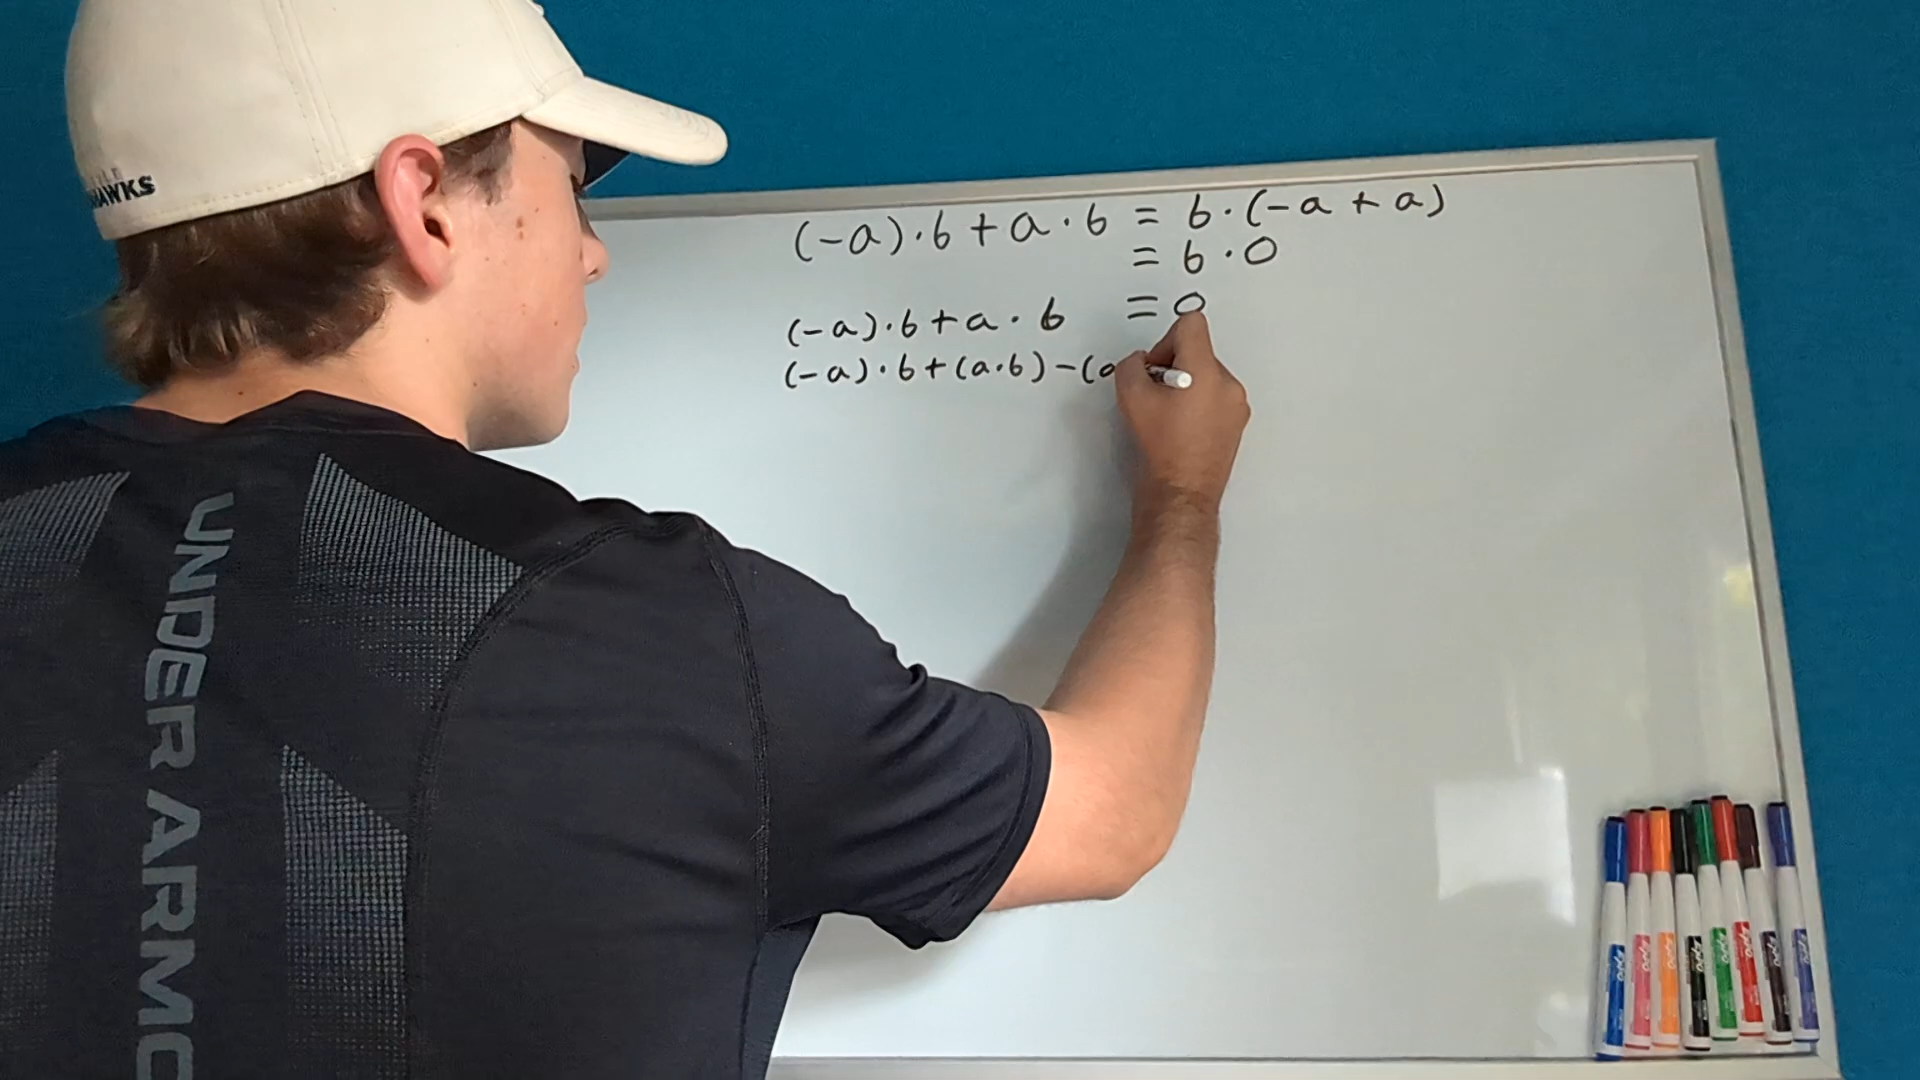 HAWKS
(-a)·b+a·b = b·(-a+a)
= b·0
(-a)·b+a·b = 0
(-a)·b+(a·b)-(a
UNDER ARMO